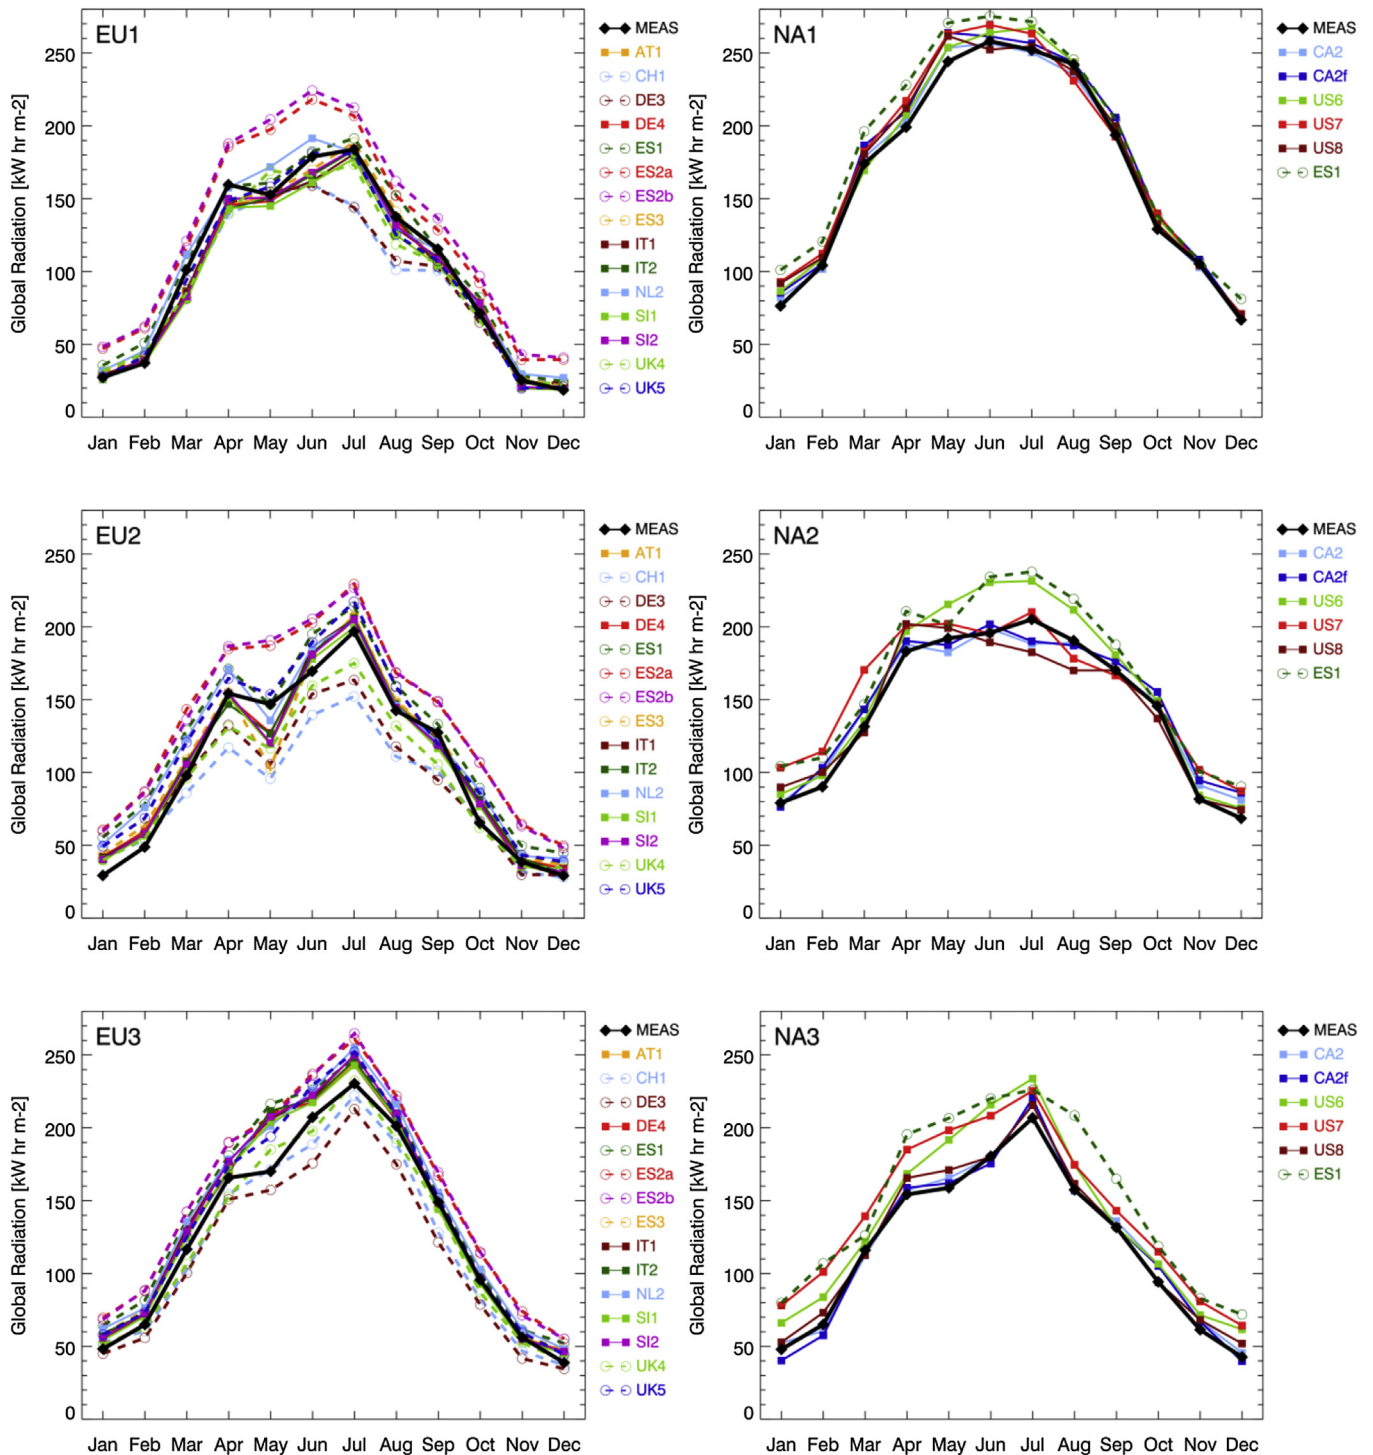 EU1
Global Radiation [kW hr m-2]
250
200
150
100
50
0
Jan Feb Mar Apr May Jun Jul Aug Sep Oct Nov Dec
MEAS
AT1
CH1
DE3
DE4
ES1
ES2a
ES2b
ES3
IT1
IT2
NL2
SI1
SI2
UK4
UK5
NA1
Global Radiation [kW hr m-2]
250
200
150
100
50
0
Jan Feb Mar Apr May Jun Jul Aug Sep Oct Nov Dec
MEAS
CA2
CA2f
US6
US7
US8
ES1
EU2
Global Radiation [kW hr m-2]
250
200
150
100
50
0
Jan Feb Mar Apr May Jun Jul Aug Sep Oct Nov Dec
MEAS
AT1
CH1
DE3
DE4
ES1
ES2a
ES2b
ES3
IT1
IT2
NL2
SI1
SI2
UK4
UK5
NA2
Global Radiation [kW hr m-2]
250
200
150
100
50
0
Jan Feb Mar Apr May Jun Jul Aug Sep Oct Nov Dec
MEAS
CA2
CA2f
US6
US7
US8
ES1
EU3
Global Radiation [kW hr m-2]
250
200
150
100
50
0
Jan Feb Mar Apr May Jun Jul Aug Sep Oct Nov Dec
MEAS
AT1
CH1
DE3
DE4
ES1
ES2a
ES2b
ES3
IT1
IT2
NL2
SI1
SI2
UK4
UK5
NA3
Global Radiation [kW hr m-2]
250
200
150
100
50
0
Jan Feb Mar Apr May Jun Jul Aug Sep Oct Nov Dec
MEAS
CA2
CA2f
US6
US7
US8
ES1